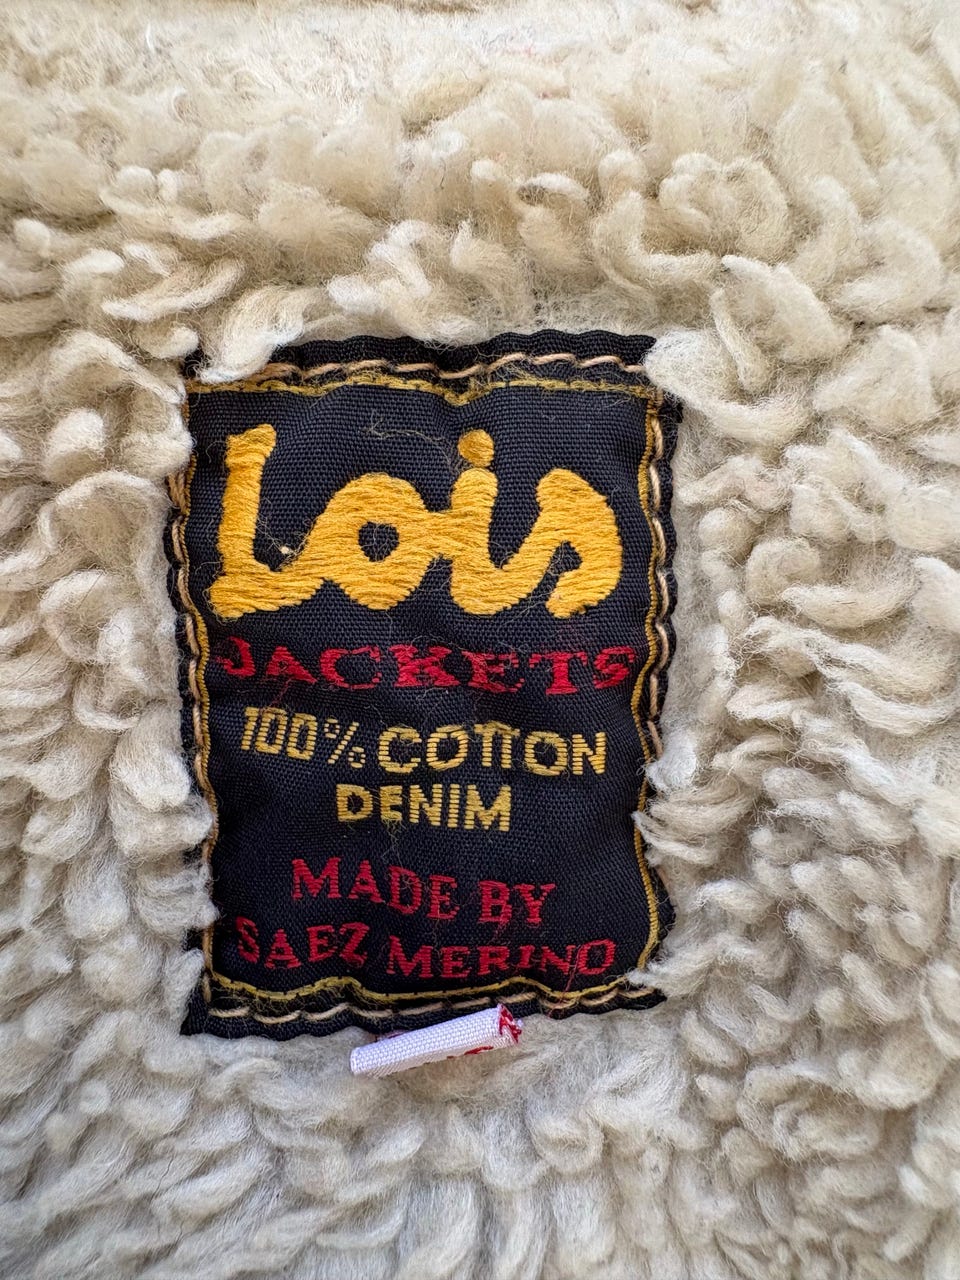 Lois
JACKETS
100% COTTON
DENIM
MADE BY
SAEZ MERINO